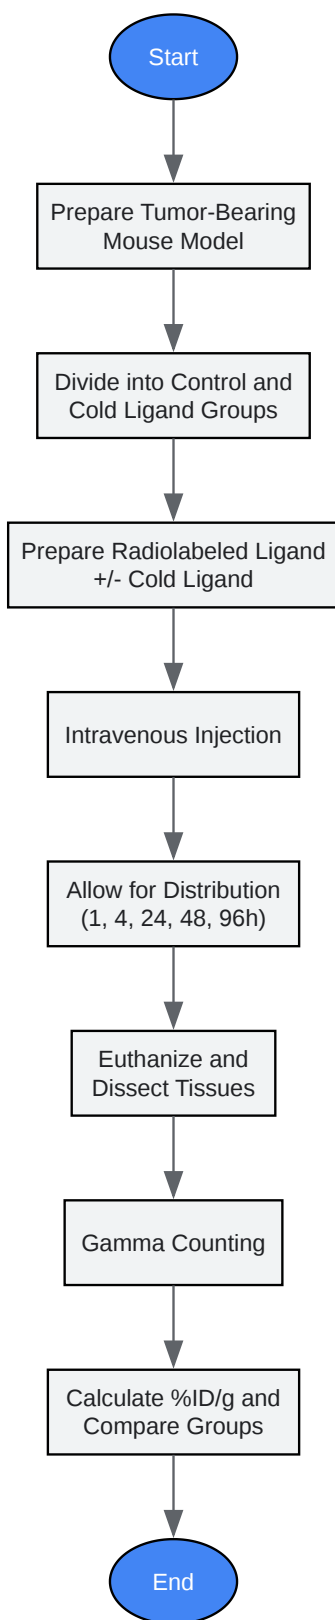 Start
Prepare Tumor-Bearing
Mouse Model
Divide into Control and
Cold Ligand Groups
Prepare Radiolabeled Ligand
+/- Cold Ligand
Intravenous Injection
Allow for Distribution
(1, 4, 24, 48, 96h)
Euthanize and
Dissect Tissues
Gamma Counting
Calculate %ID/g and
Compare Groups
End